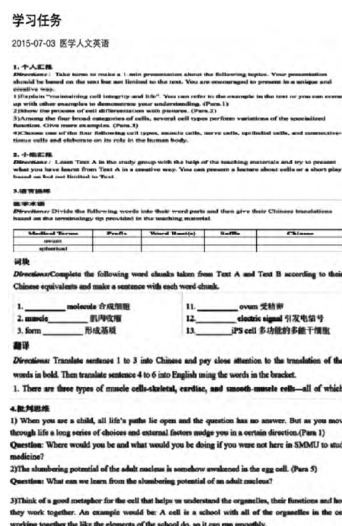 学习任务
2015-07-03 医学人文英语
1. 个人汇报
Directions: Take turns to make a 1-min presentation about the following topics. Your presentation
should be based on the text but not limited to the text. You are encouraged to present in a unique and
creative way.
1)Explain "maintaining cell integrity and life". You can refer to the example in the text or you can come
up with other examples to demonstrate your understanding. (Para.1)
2)Show the process of cell differentiation with pictures. (Para.2)
3)Among the four broad categories of cells, several cell types perform variations of the specialized
function. Give more examples. (Para.3)
4)Choose one of the four following cell types, muscle cells, nerve cells, epithelial cells, and connective-
tissue cells and elaborate on its role in the human body.
2. 小组汇报
Directions: Learn Text A in the study group with the help of the teaching materials and try to present
what you have learnt from Text A in a creative way. You can present a lecture about cells or a short play
based on but not limited to Text.
3.语言操练
医学术语
Directions: Divide the following words into their word parts and then give their Chinese translations
based on the terminology tip provided in the teaching material.
Medical Terms Prefix Word Root(s) Suffix Chinese
spherical
词块
Directions:Complete the following word chunks taken from Text A and Text B according to their
Chinese equivalents and make a sentence with each word chunk.
1. ________ molecule 合成细胞 11. ________ ovum 受精卵
2. muscle________ 肌肉收缩 12. ________ electric signal 引发电信号
3. form ________ 形成基质 13. ________iPS cell 多功能的多能干细胞
翻译
Directions: Translate sentense 1 to 3 into Chinese and pay close attention to the translation of the
words in bold. Then translate sentence 4 to 6 into English using the words in the bracket.
1. There are three types of muscle cells-skeletal, cardiac, and smooth-muscle cells—all of which
4.批判思维
1) When you are a child, all life's paths lie open and the question has no answer. But as you move
through life a long series of choices and external factors nudge you in a certain direction.(Para 1)
Question: Where would you be and what would you be doing if you were not here in SMMU to study
medicine?
2)The slumbering potential of the adult nucleus is somehow awakened in the egg cell. (Para 5)
Question: What can we learn from the slumbering potential of an adult nucleus?
3)Think of a good metaphor for the cell that helps us understand the organelles, their functions and how
they work together. An example would be: A cell is a school with all of the organelles in the cell
working together like the elements of the school do, so it can run smoothly.